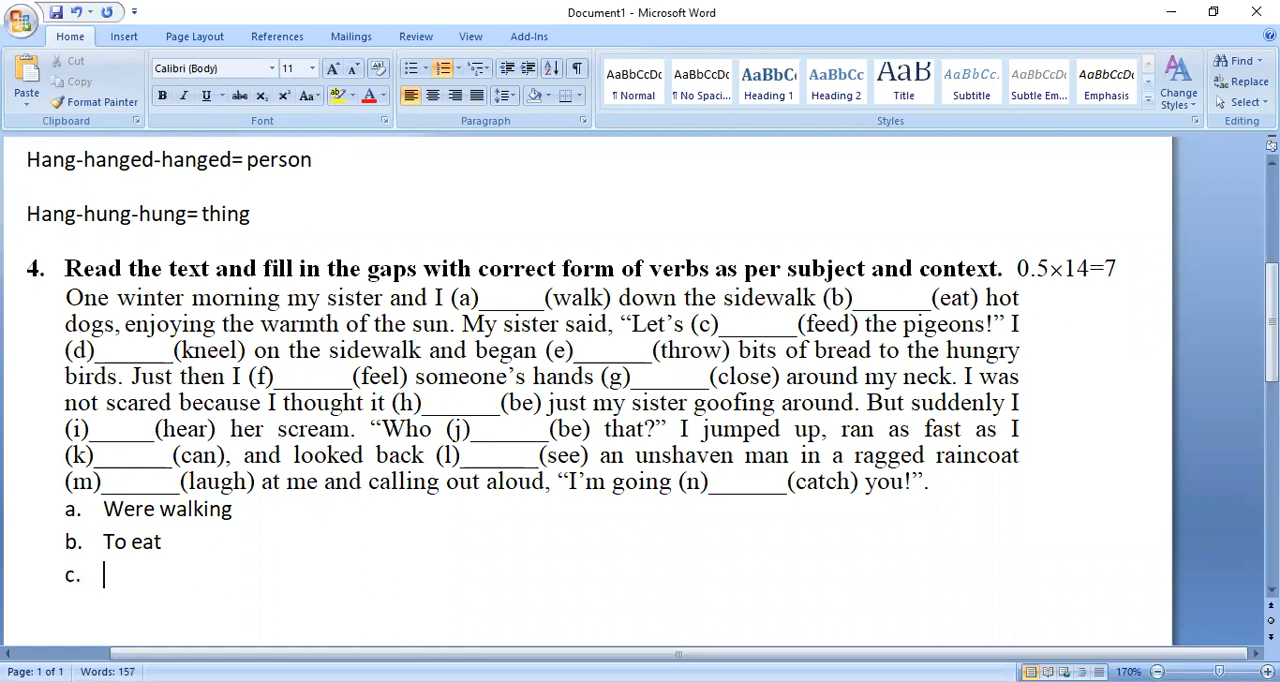 Document1 - Microsoft Word
Home Insert Page Layout References Mailings Review View Add-Ins
Paste Cut Copy Format Painter
Calibri (Body) 11
AaBbCcDc AaBbCcDc AaBbC AaBbCc AaB AaBbCc. AaBbCcDc AaBbCcDc
¶ Normal ¶ No Spaci... Heading 1 Heading 2 Title Subtitle Subtle Em... Emphasis
Change Styles
Find Replace Select
Clipboard Font Paragraph Styles Editing
Hang-hanged-hanged= person
Hang-hung-hung= thing
4. Read the text and fill in the gaps with correct form of verbs as per subject and context. 0.5×14=7
One winter morning my sister and I (a)_____(walk) down the sidewalk (b)______(eat) hot
dogs, enjoying the warmth of the sun. My sister said, “Let’s (c)______(feed) the pigeons!” I
(d)______(kneel) on the sidewalk and began (e)______(throw) bits of bread to the hungry
birds. Just then I (f)______(feel) someone’s hands (g)______(close) around my neck. I was
not scared because I thought it (h)______(be) just my sister goofing around. But suddenly I
(i)_____(hear) her scream. “Who (j)______(be) that?” I jumped up, ran as fast as I
(k)______(can), and looked back (l)______(see) an unshaven man in a ragged raincoat
(m)______(laugh) at me and calling out aloud, “I’m going (n)______(catch) you!”.
a. Were walking
b. To eat
c.
Page: 1 of 1 Words: 157 170%